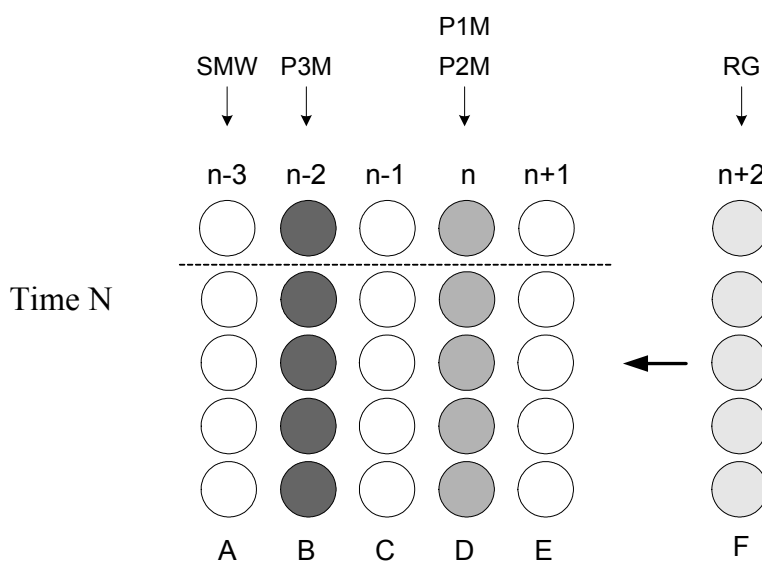 P1M
SMW P3M P2M RG
n-3 n-2 n-1 n n+1 n+2
Time N
A B C D E F